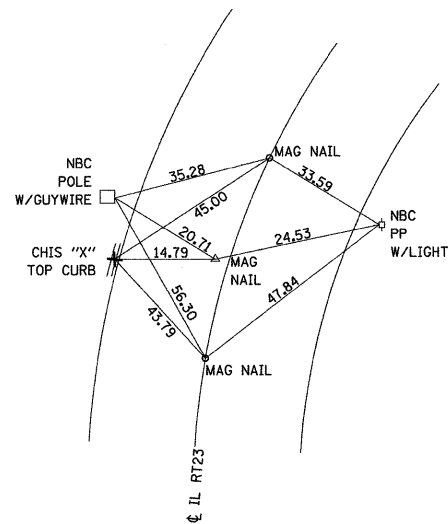 MAG NAIL
NBC
POLE
W/GUYWIRE
35.28
45.00
33.59
20.71
24.53
NBC
PP
W/LIGHT
CHIS "X"
TOP CURB
14.79
MAG
NAIL
56.30
43.79
47.84
MAG NAIL
℄ IL RT23